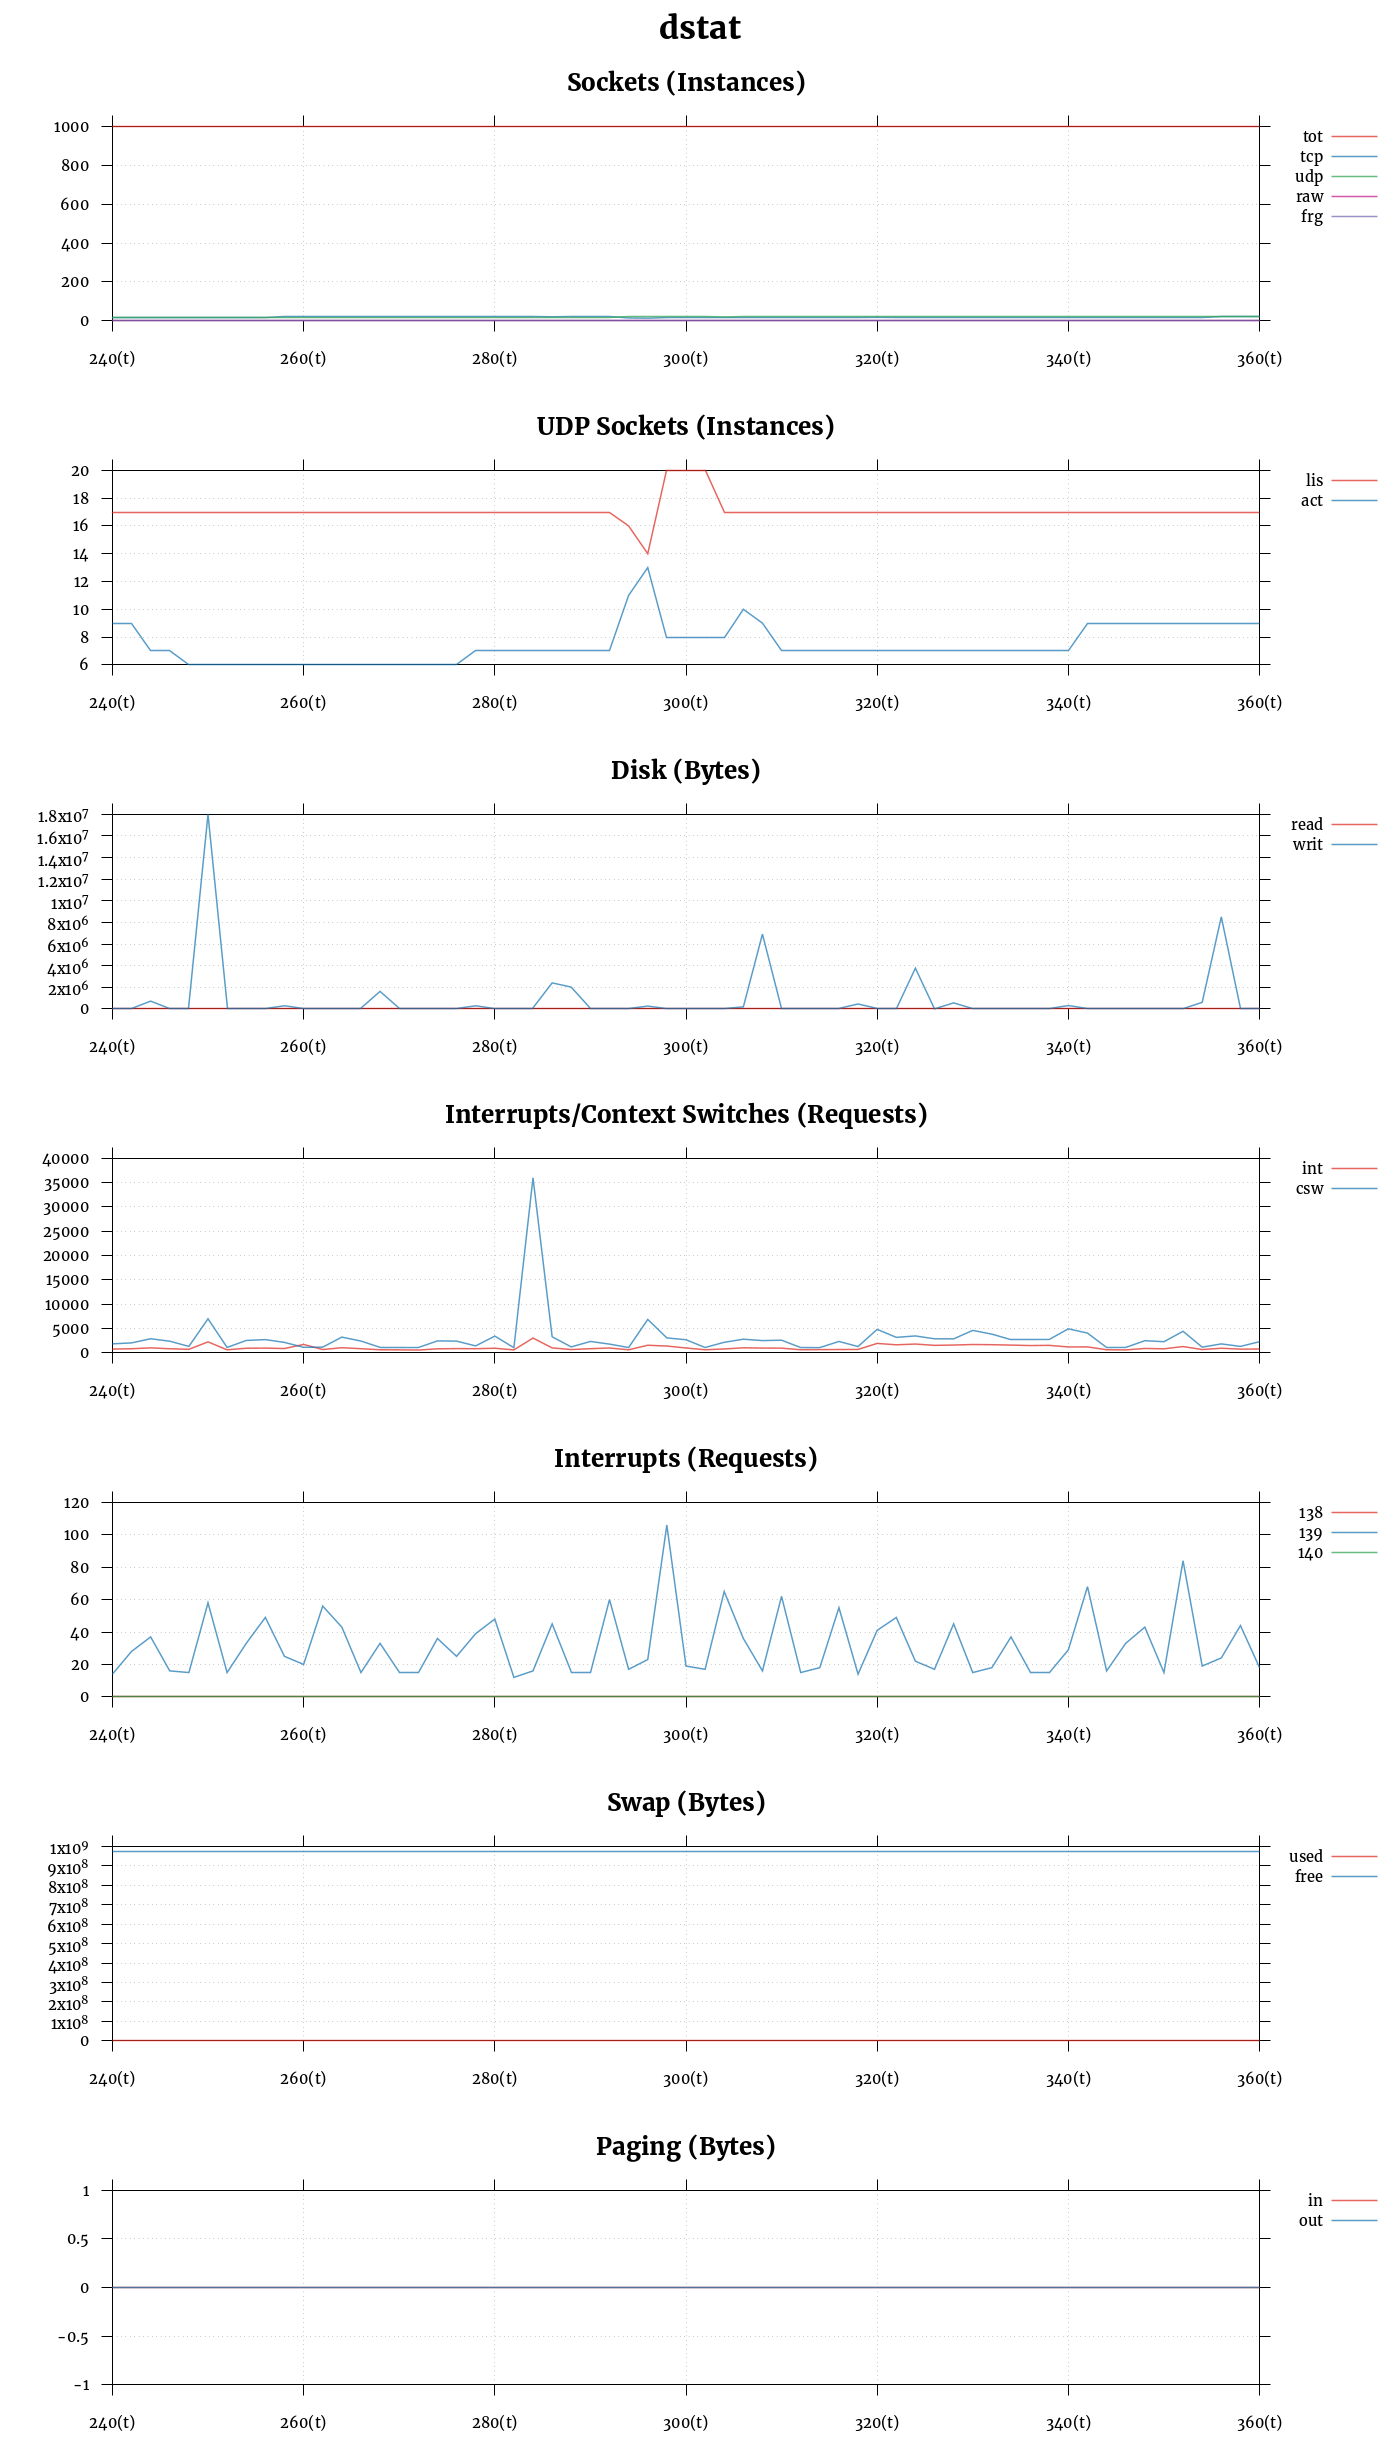 dstat
Sockets (Instances)
1000
800
600
400
200
0
240(t) 260(t) 280(t) 300(t) 320(t) 340(t) 360(t)
tot
tcp
udp
raw
frg
UDP Sockets (Instances)
20
18
16
14
12
10
8
6
240(t) 260(t) 280(t) 300(t) 320(t) 340(t) 360(t)
lis
act
Disk (Bytes)
1.8x10⁷
1.6x10⁷
1.4x10⁷
1.2x10⁷
1x10⁷
8x10⁶
6x10⁶
4x10⁶
2x10⁶
0
240(t) 260(t) 280(t) 300(t) 320(t) 340(t) 360(t)
read
writ
Interrupts/Context Switches (Requests)
40000
35000
30000
25000
20000
15000
10000
5000
0
240(t) 260(t) 280(t) 300(t) 320(t) 340(t) 360(t)
int
csw
Interrupts (Requests)
120
100
80
60
40
20
0
240(t) 260(t) 280(t) 300(t) 320(t) 340(t) 360(t)
138
139
140
Swap (Bytes)
1x10⁹
9x10⁸
8x10⁸
7x10⁸
6x10⁸
5x10⁸
4x10⁸
3x10⁸
2x10⁸
1x10⁸
0
240(t) 260(t) 280(t) 300(t) 320(t) 340(t) 360(t)
used
free
Paging (Bytes)
1
0.5
0
-0.5
-1
240(t) 260(t) 280(t) 300(t) 320(t) 340(t) 360(t)
in
out